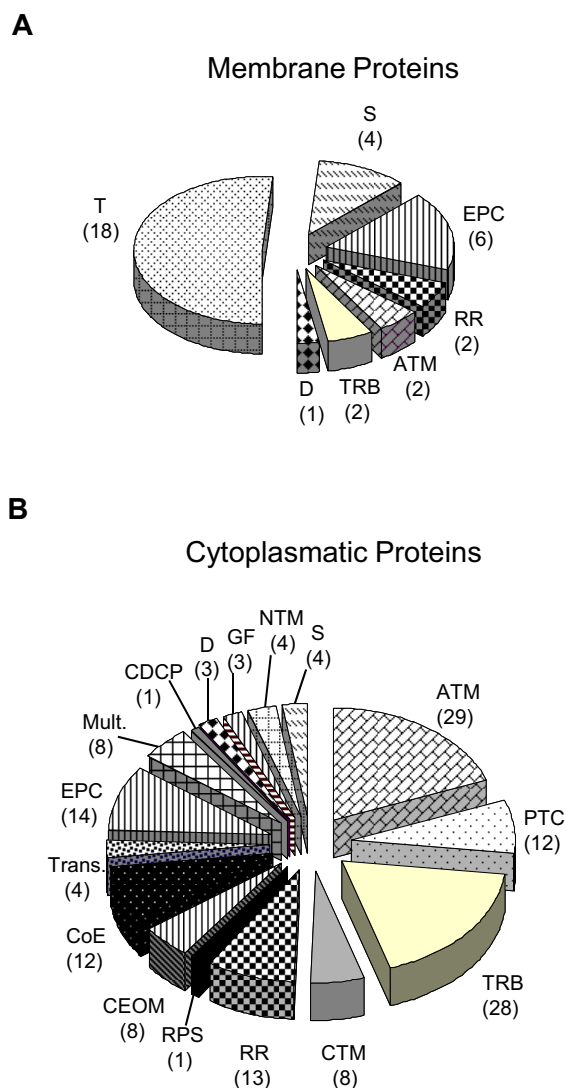 A
Membrane Proteins
S
(4)
T
(18)
EPC
(6)
RR
(2)
ATM
(2)
TRB
(2)
D
(1)
B
Cytoplasmatic Proteins
NTM
(4)
S
(4)
GF
(3)
D
(3)
CDCP
(1)
Mult.
(8)
EPC
(14)
Trans.
(4)
CoE
(12)
CEOM
(8)
RPS
(1)
RR
(13)
CTM
(8)
TRB
(28)
PTC
(12)
ATM
(29)